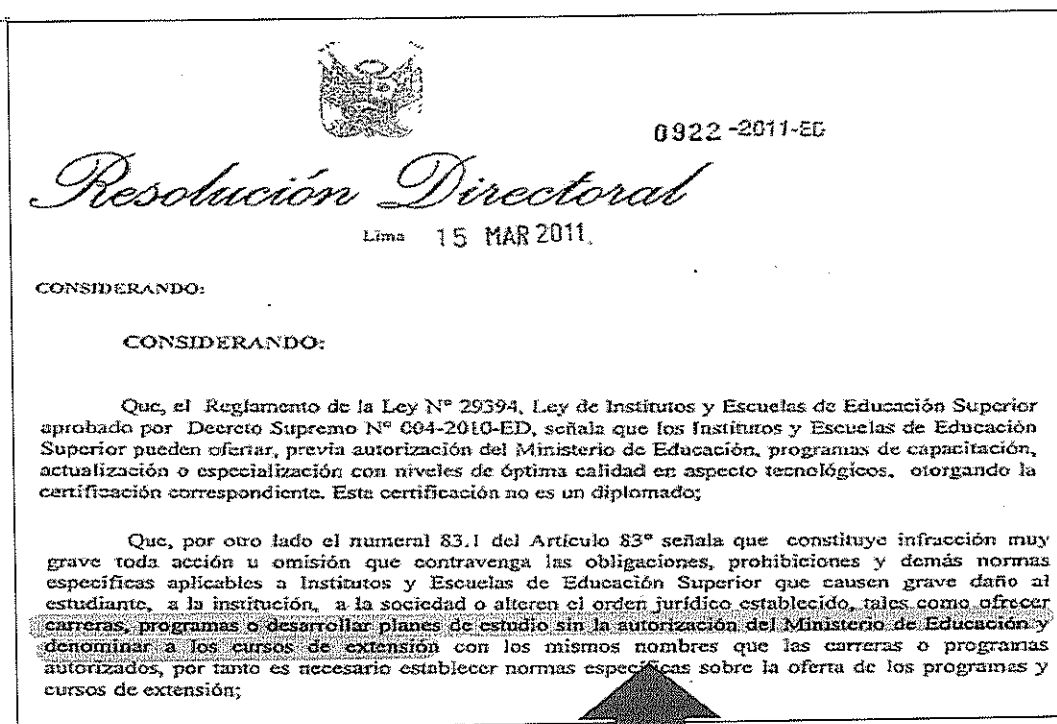 0922-2011-ED
Resolución Directoral
Lima 15 MAR 2011.
CONSIDERANDO:
CONSIDERANDO:
Que, el Reglamento de la Ley N° 29394, Ley de Institutos y Escuelas de Educación Superior
aprobado por Decreto Supremo N° 004-2010-ED, señala que los Institutos y Escuelas de Educación
Superior pueden ofertar, previa autorización del Ministerio de Educación, programas de capacitación,
actualización o especialización con niveles de óptima calidad en aspecto tecnológicos, otorgando la
certificación correspondiente. Esta certificación no es un diplomado;
Que, por otro lado el numeral 83.1 del Artículo 83° señala que constituye infracción muy
grave toda acción u omisión que contravenga las obligaciones, prohibiciones y demás normas
específicas aplicables a Institutos y Escuelas de Educación Superior que causen grave daño al
estudiante, a la institución, a la sociedad o alteren el orden jurídico establecido, tales como ofrecer
carreras, programas o desarrollar planes de estudio sin la autorización del Ministerio de Educación y
denominar a los cursos de extensión con los mismos nombres que las carreras o programas
autorizados, por tanto es necesario establecer normas específicas sobre la oferta de los programas y
cursos de extensión;